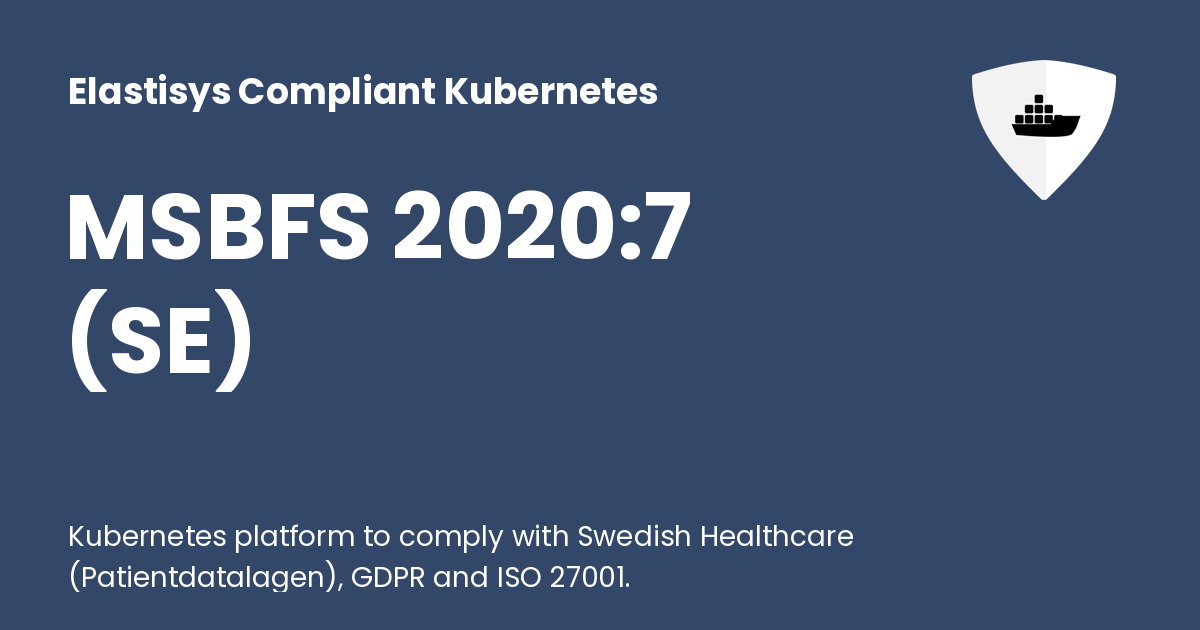 Elastisys Compliant Kubernetes
MSBFS 2020:7
(SE)
Kubernetes platform to comply with Swedish Healthcare
(Patientdatalagen), GDPR and ISO 27001.